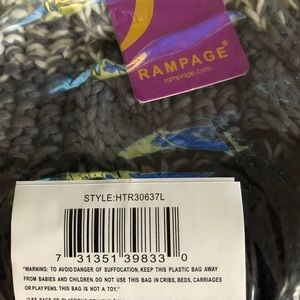 RAMPAGE®
rampage.com
STYLE:HTR30637L
7 31351 39833 0
"WARNING: TO AVOID DANGER OF SUFFOCATION, KEEP THIS PLASTIC BAG AWAY
FROM BABIES AND CHILDREN. DO NOT USE THIS BAG IN CRIBS, BEDS, CARRIAGES
OR PLAY PENS. THIS BAG IS NOT A TOY."